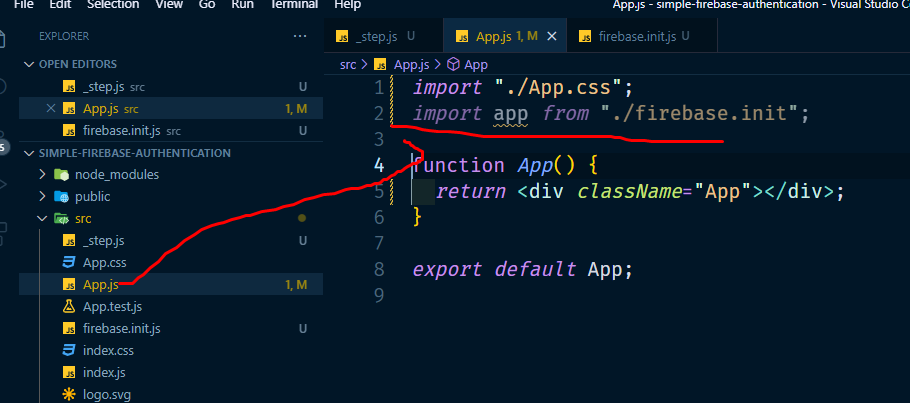 File Edit Selection View Go Run Terminal Help
App.js - simple-firebase-authentication - Visual Studio Co
EXPLORER
OPEN EDITORS
_step.js src
App.js src 1, M
firebase.init.js src
SIMPLE-FIREBASE-AUTHENTICATION
node_modules
public
src
_step.js U
App.css
App.js 1, M
App.test.js
firebase.init.js U
index.css
index.js
logo.svg
_step.js U
App.js 1, M
firebase.init.js U
src > App.js > App
1 import "./App.css";
2 import app from "./firebase.init";
3
4 function App() {
5 return <div className="App"></div>;
6 }
7
8 export default App;
9